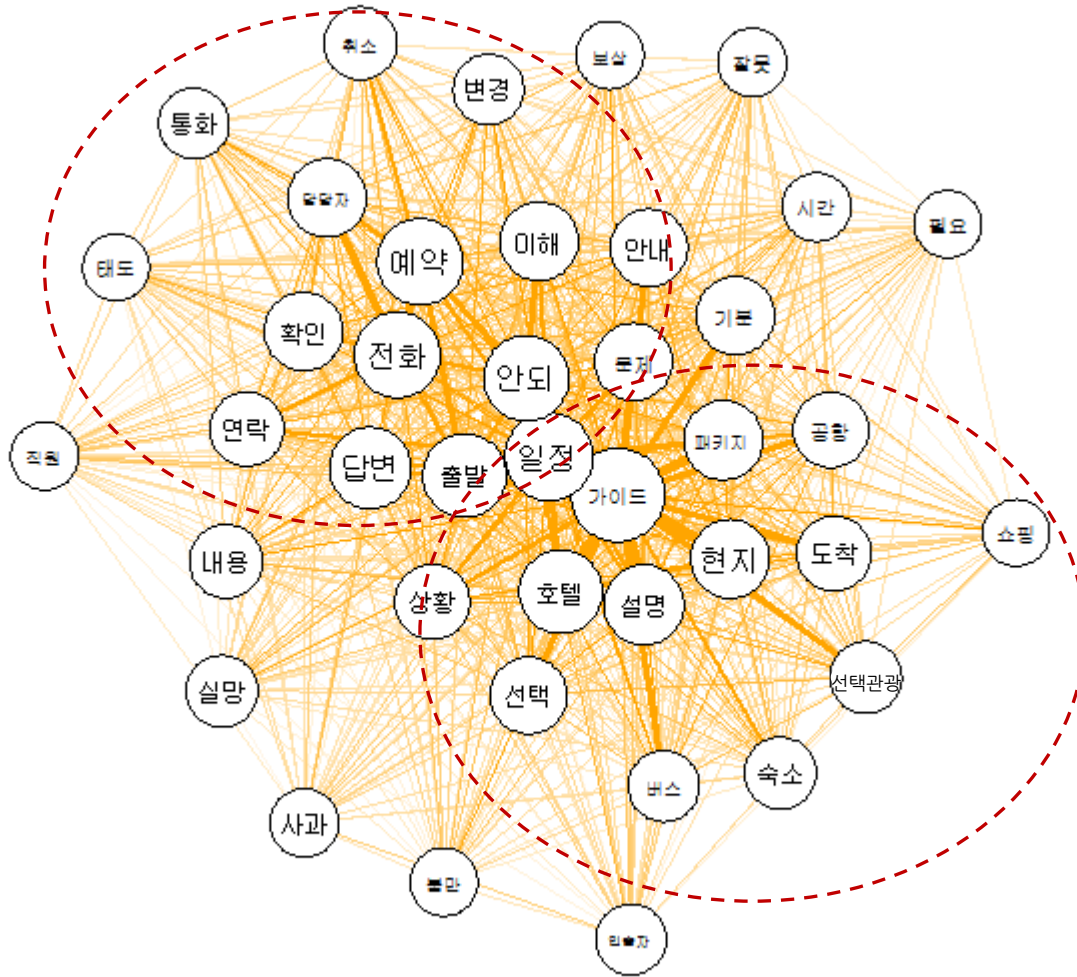 취소
보상
잘못
변경
통화
담당자
시간
필요
이해
안내
예약
태도
기분
확인
전화
문제
안되
연락
패키지
공항
직원
답변
출발
일정
가이드
쇼핑
내용
상황
호텔
설명
현지
도착
실망
선택
선택관광
버스
숙소
사과
불만
인솔자